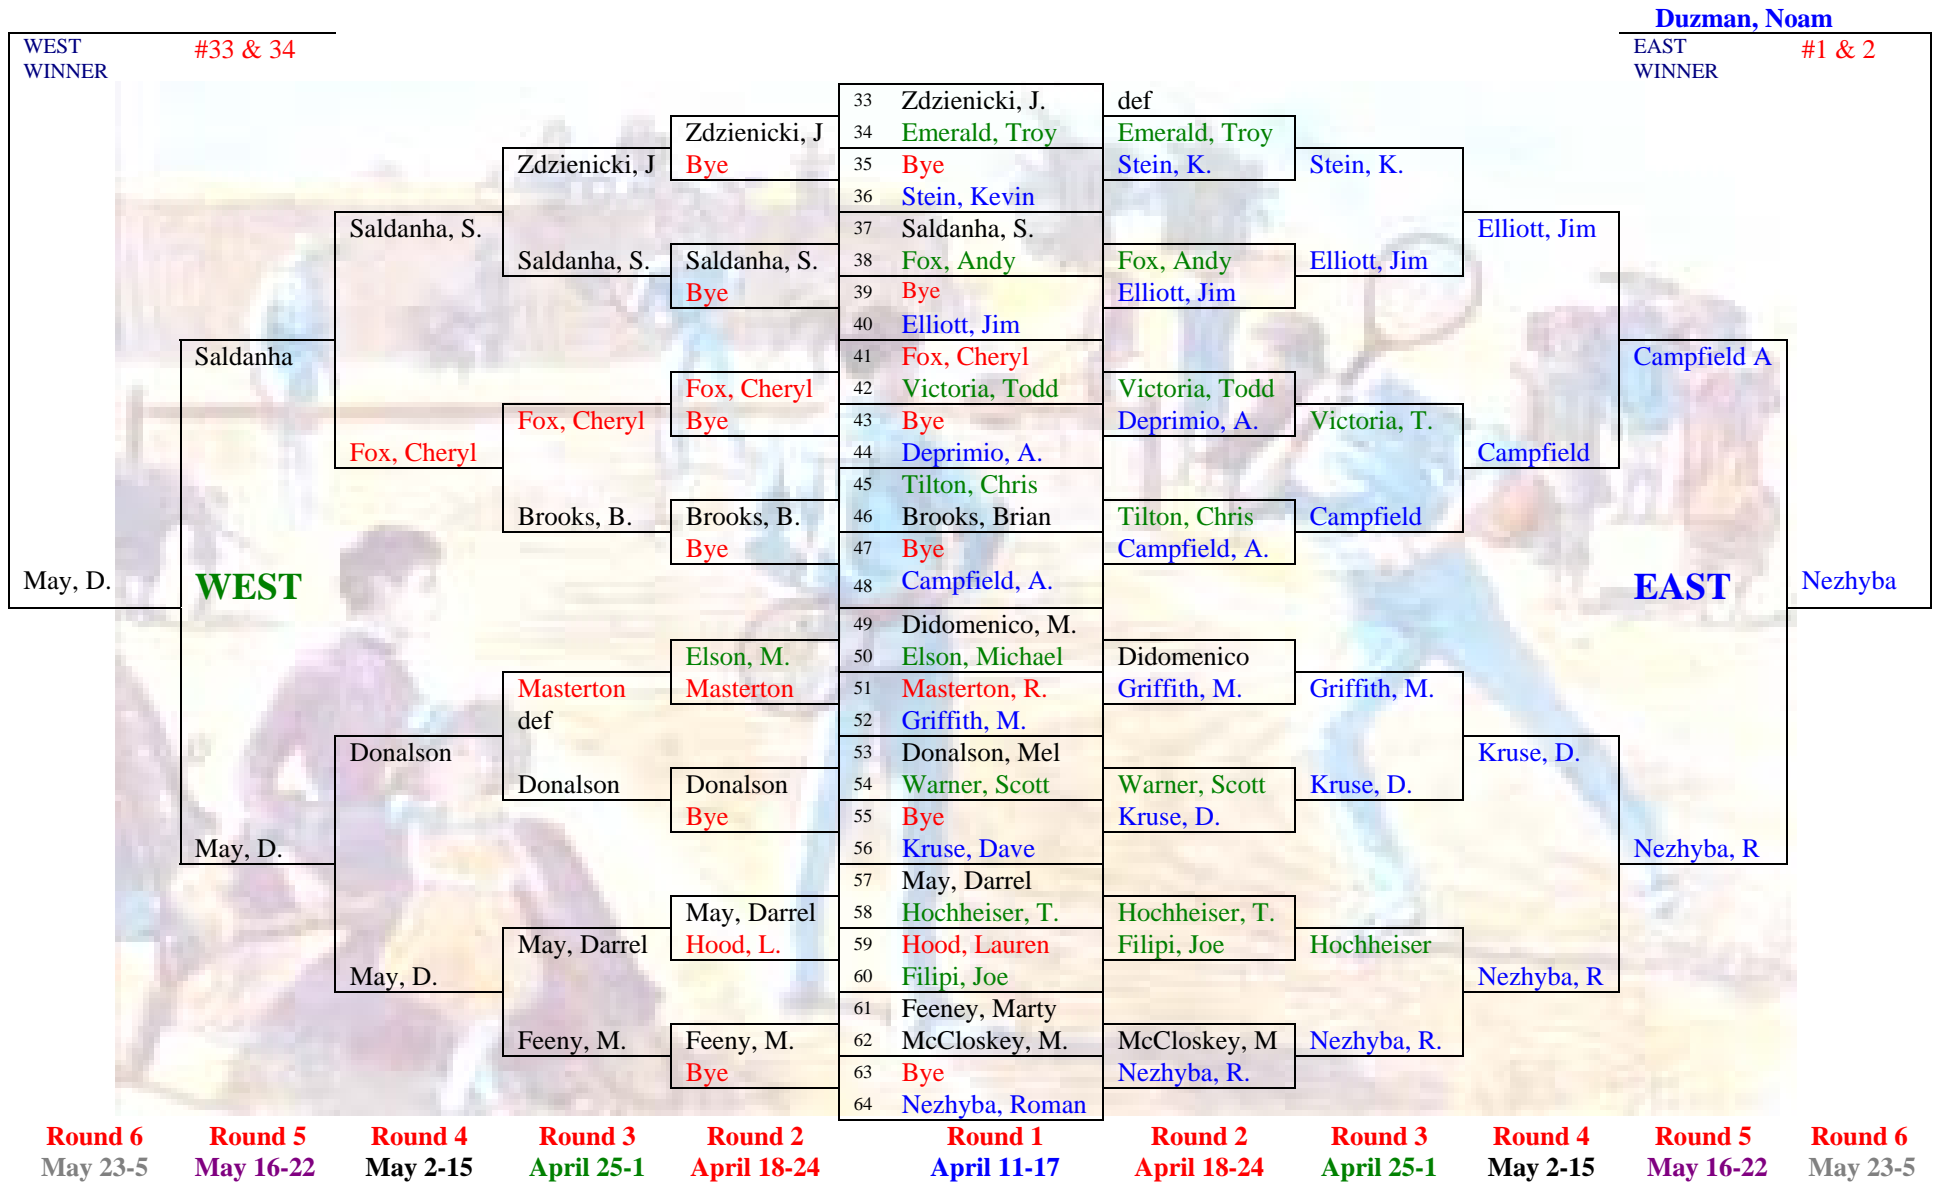 Duzman, Noam
WEST #33 & 34 EAST #1 & 2
WINNER WINNER
33 Zdzienicki, J. def
Zdzienicki, J 34 Emerald, Troy Emerald, Troy
Zdzienicki, J Bye 35 Bye Stein, K. Stein, K.
36 Stein, Kevin
Saldanha, S. 37 Saldanha, S. Elliott, Jim
Saldanha, S. Saldanha, S. 38 Fox, Andy Fox, Andy Elliott, Jim
Bye 39 Bye Elliott, Jim
40 Elliott, Jim
Saldanha 41 Fox, Cheryl Campfield A
Fox, Cheryl 42 Victoria, Todd Victoria, Todd
Fox, Cheryl Bye 43 Bye Deprimio, A. Victoria, T.
Fox, Cheryl 44 Deprimio, A. Campfield
45 Tilton, Chris
Brooks, B. Brooks, B. 46 Brooks, Brian Tilton, Chris Campfield
Bye 47 Bye Campfield, A.
May, D. WEST 48 Campfield, A. EAST Nezhyba
49 Didomenico, M.
Elson, M. 50 Elson, Michael Didomenico
Masterton Masterton 51 Masterton, R. Griffith, M. Griffith, M.
def 52 Griffith, M.
Donalson 53 Donalson, Mel Kruse, D.
Donalson Donalson 54 Warner, Scott Warner, Scott Kruse, D.
Bye 55 Bye Kruse, D.
May, D. 56 Kruse, Dave Nezhyba, R
57 May, Darrel
May, Darrel 58 Hochheiser, T. Hochheiser, T.
May, Darrel Hood, L. 59 Hood, Lauren Filipi, Joe Hochheiser
May, D. 60 Filipi, Joe Nezhyba, R
61 Feeney, Marty
Feeny, M. Feeny, M. 62 McCloskey, M. McCloskey, M Nezhyba, R.
Bye 63 Bye Nezhyba, R.
64 Nezhyba, Roman
Round 6 Round 5 Round 4 Round 3 Round 2 Round 1 Round 2 Round 3 Round 4 Round 5 Round 6
May 23-5 May 16-22 May 2-15 April 25-1 April 18-24 April 11-17 April 18-24 April 25-1 May 2-15 May 16-22 May 23-5